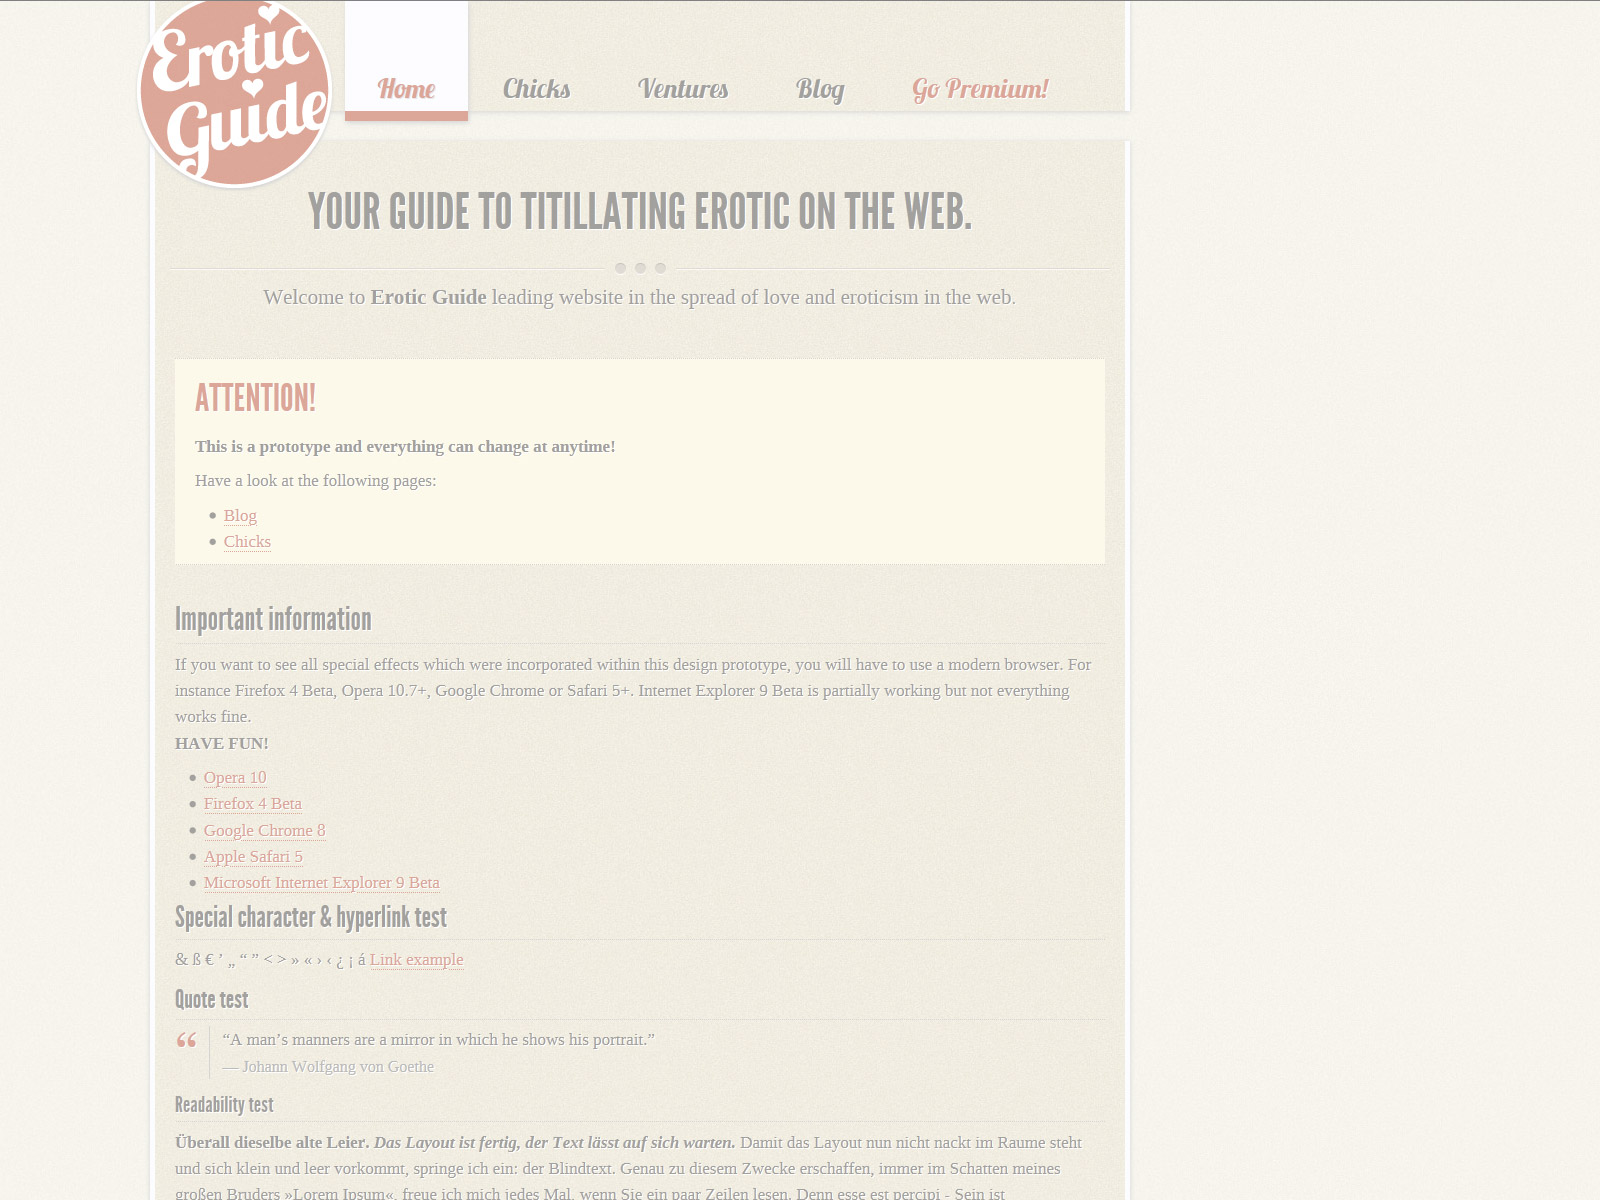 Erotic
Guide
Home
Chicks
Ventures
Blog
Go Premium!
YOUR GUIDE TO TITILLATING EROTIC ON THE WEB.
Welcome to Erotic Guide leading website in the spread of love and eroticism in the web.
ATTENTION!
This is a prototype and everything can change at anytime!
Have a look at the following pages:
Blog
Chicks
Important information
If you want to see all special effects which were incorporated within this design prototype, you will have to use a modern browser. For
instance Firefox 4 Beta, Opera 10.7+, Google Chrome or Safari 5+. Internet Explorer 9 Beta is partially working but not everything
works fine.
HAVE FUN!
Opera 10
Firefox 4 Beta
Google Chrome 8
Apple Safari 5
Microsoft Internet Explorer 9 Beta
Special character & hyperlink test
& ß € ’ „ “ ” < > » « › ‹ ¿ ¡ á Link example
Quote test
“A man’s manners are a mirror in which he shows his portrait.”
— Johann Wolfgang von Goethe
Readability test
Überall dieselbe alte Leier. Das Layout ist fertig, der Text lässt auf sich warten. Damit das Layout nun nicht nackt im Raume steht
und sich klein und leer vorkommt, springe ich ein: der Blindtext. Genau zu diesem Zwecke erschaffen, immer im Schatten meines
großen Bruders »Lorem Ipsum«, freue ich mich jedes Mal, wenn Sie ein paar Zeilen lesen. Denn esse est percipi - Sein ist